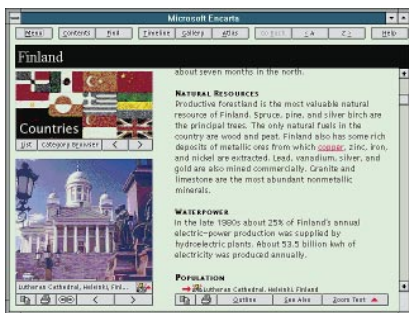 Microsoft Encarta
Menu Contents Find Timeline Gallery Atlas Go Back < A Z > Help
Finland
about seven months in the north.
Countries
List Category Browser < >
NATURAL RESOURCES
Productive forestland is the most valuable natural
resource of Finland. Spruce, pine, and silver birch are
the principal trees. The only natural fuels in the
country are wood and peat. Finland also has some rich
deposits of metallic ores from which copper, zinc, iron,
and nickel are extracted. Lead, vanadium, silver, and
gold are also mined commercially. Granite and
limestone are the most abundant nonmetallic
minerals.
WATERPOWER
In the late 1980s about 25% of Finland's annual
electric-power production was supplied by
hydroelectric plants. About 53.5 billion kwh of
electricity was produced annually.
POPULATION
Lutheran Cathedral, Helsinki, Finl...
Lutheran Cathedral, Helsinki, Finland
< >
Outline See Also Zoom Text